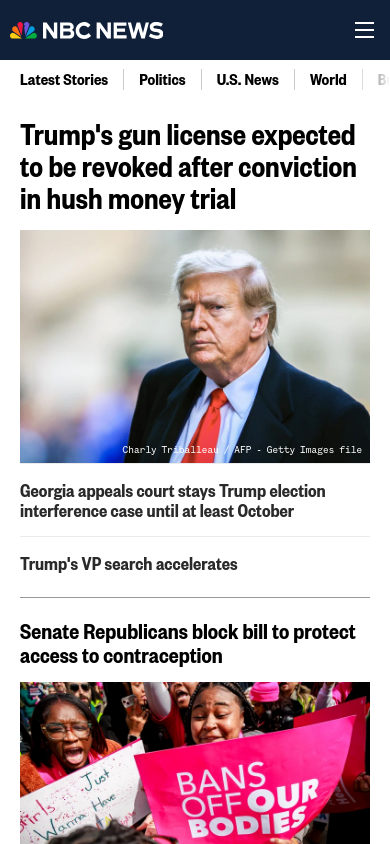 NBC NEWS
Latest Stories
Politics
U.S. News
World
Trump's gun license expected
to be revoked after conviction
in hush money trial
Charly Triballeau / AFP - Getty Images file
Georgia appeals court stays Trump election
interference case until at least October
Trump's VP search accelerates
Senate Republicans block bill to protect
access to contraception
Girls
Just
Wanna Have
BANS
OFF OUR
BODIES